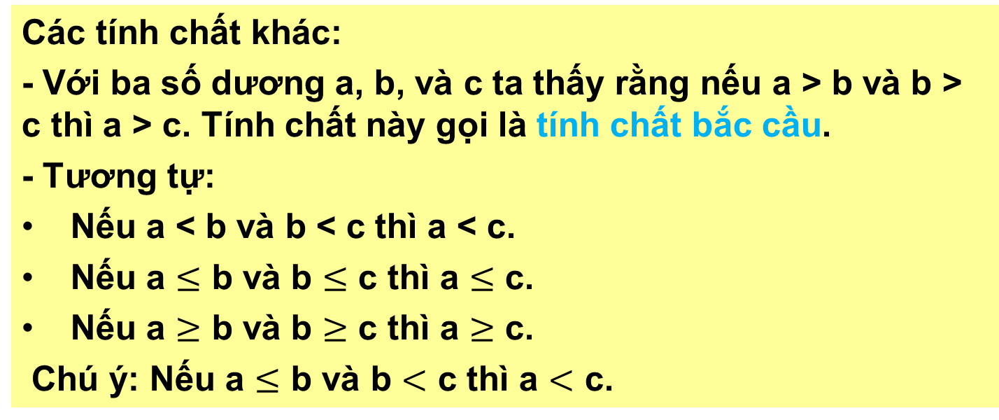 Các tính chất khác:
- Với ba số dương a, b, và c ta thấy rằng nếu a > b và b >
c thì a > c. Tính chất này gọi là tính chất bắc cầu.
- Tương tự:
• Nếu a < b và b < c thì a < c.
• Nếu a ≤ b và b ≤ c thì a ≤ c.
• Nếu a ≥ b và b ≥ c thì a ≥ c.
Chú ý: Nếu a ≤ b và b < c thì a < c.